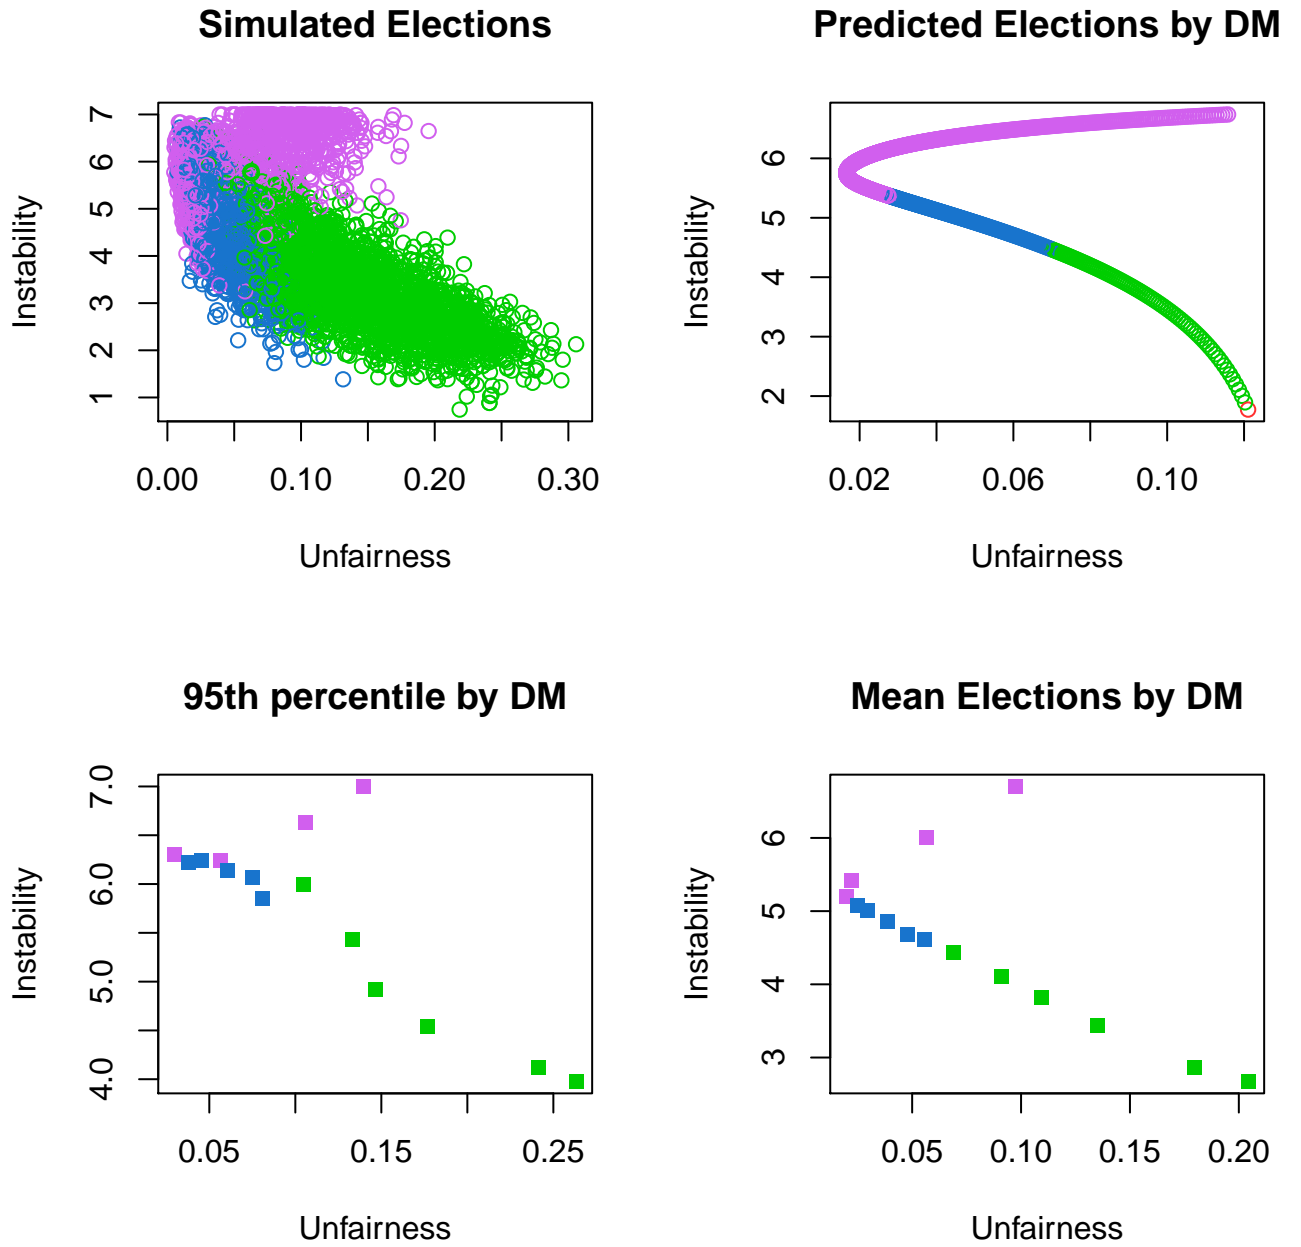 Simulated Elections
Instability
7
6
5
4
3
2
1
0.00 0.10 0.20 0.30
Unfairness
Predicted Elections by DM
Instability
6
5
4
3
2
0.02 0.06 0.10
Unfairness
95th percentile by DM
Instability
7.0
6.0
5.0
4.0
0.05 0.15 0.25
Unfairness
Mean Elections by DM
Instability
6
5
4
3
0.05 0.10 0.15 0.20
Unfairness